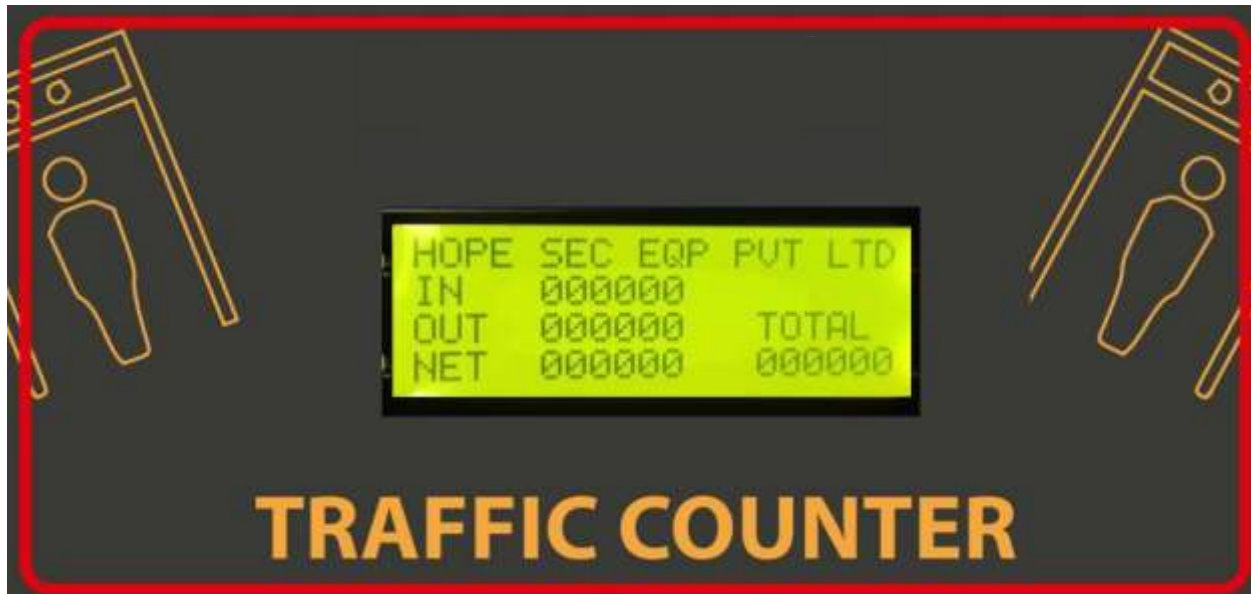 HOPE SEC EQP PVT LTD
IN 000000
OUT 000000 TOTAL
NET 000000 000000
TRAFFIC COUNTER